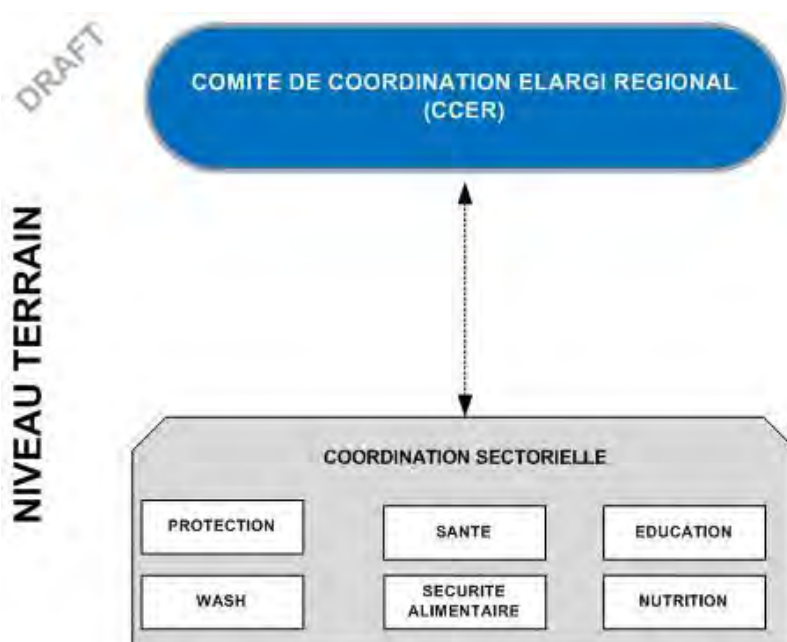 DRAFT
COMITE DE COORDINATION ELARGI REGIONAL
(CCER)
NIVEAU TERRAIN
COORDINATION SECTORIELLE
PROTECTION
SANTE
EDUCATION
WASH
SECURITE
ALIMENTAIRE
NUTRITION